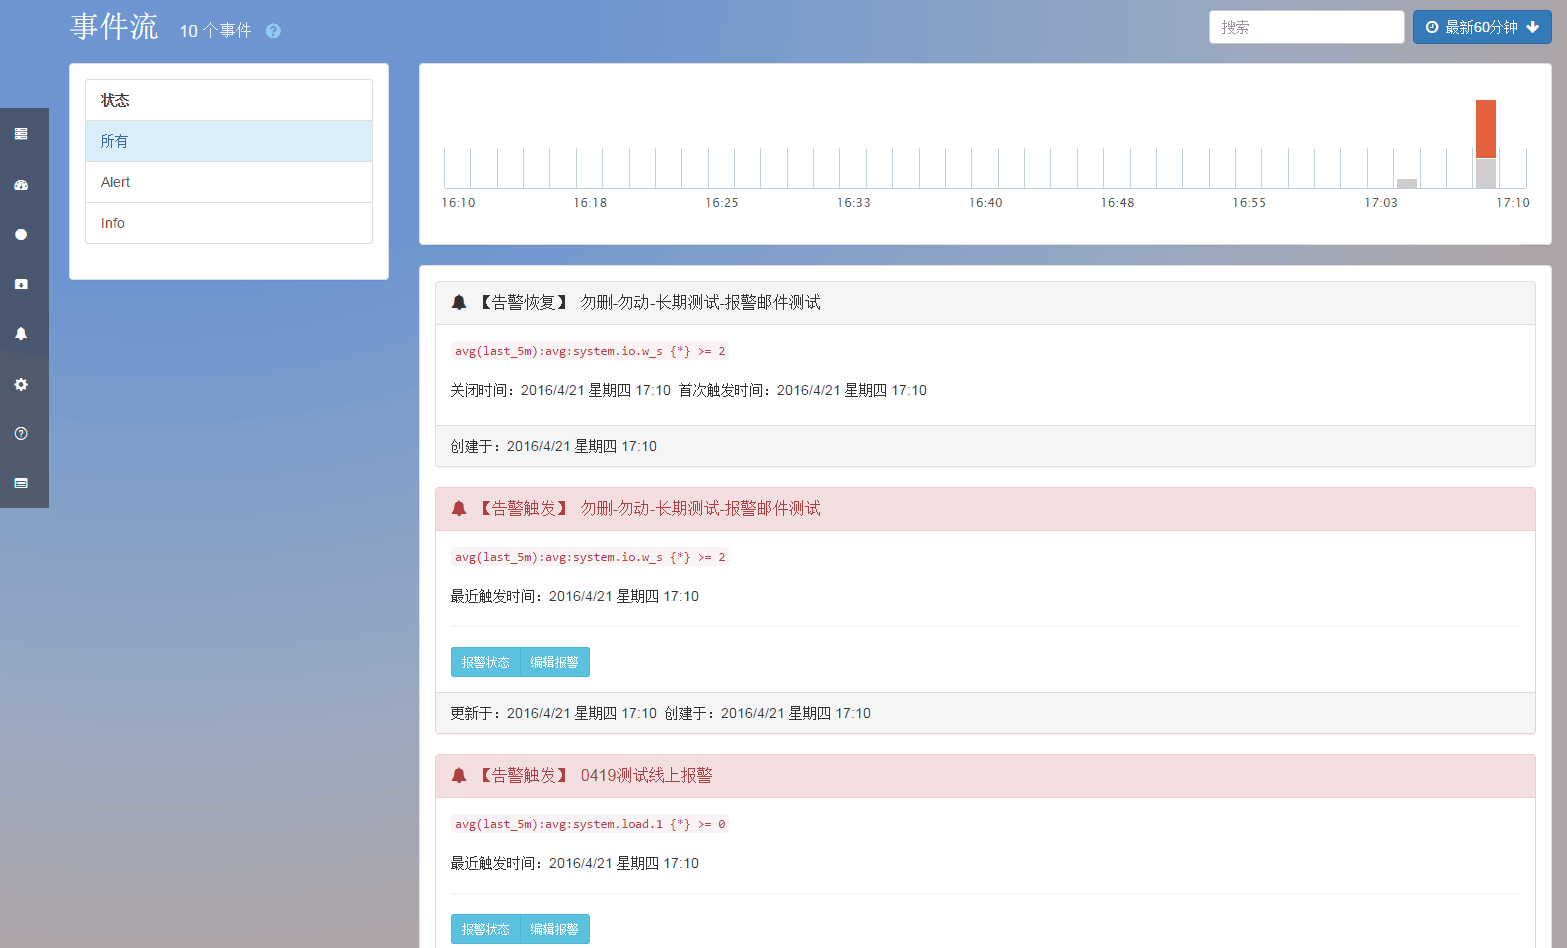 事件流 10 个事件
搜索
最新60分钟
状态
所有
Alert
Info
16:10 16:18 16:25 16:33 16:40 16:48 16:55 17:03 17:10
【告警恢复】 勿删-勿动-长期测试-报警邮件测试
avg(last_5m):avg:system.io.w_s {*} >= 2
关闭时间：2016/4/21 星期四 17:10 首次触发时间：2016/4/21 星期四 17:10
创建于：2016/4/21 星期四 17:10
【告警触发】 勿删-勿动-长期测试-报警邮件测试
avg(last_5m):avg:system.io.w_s {*} >= 2
最近触发时间：2016/4/21 星期四 17:10
报警状态 编辑报警
更新于：2016/4/21 星期四 17:10 创建于：2016/4/21 星期四 17:10
【告警触发】 0419测试线上报警
avg(last_5m):avg:system.load.1 {*} >= 0
最近触发时间：2016/4/21 星期四 17:10
报警状态 编辑报警